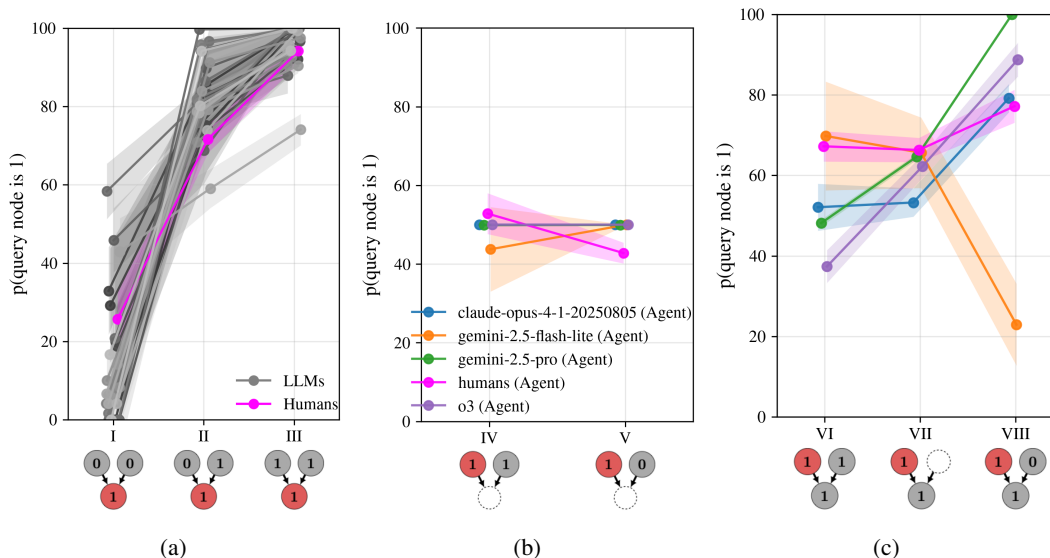 p(query node is 1)
100
80
60
40
20
0
LLMs
Humans
I
II
III
0 0
0 1
1 1
1
1
1
(a)
p(query node is 1)
100
80
60
40
20
0
claude-opus-4-1-20250805 (Agent)
gemini-2.5-flash-lite (Agent)
gemini-2.5-pro (Agent)
humans (Agent)
o3 (Agent)
IV
V
1 1
1 0
(b)
p(query node is 1)
100
80
60
40
20
0
VI
VII
VIII
1 1
1
1 0
1
1
1
(c)